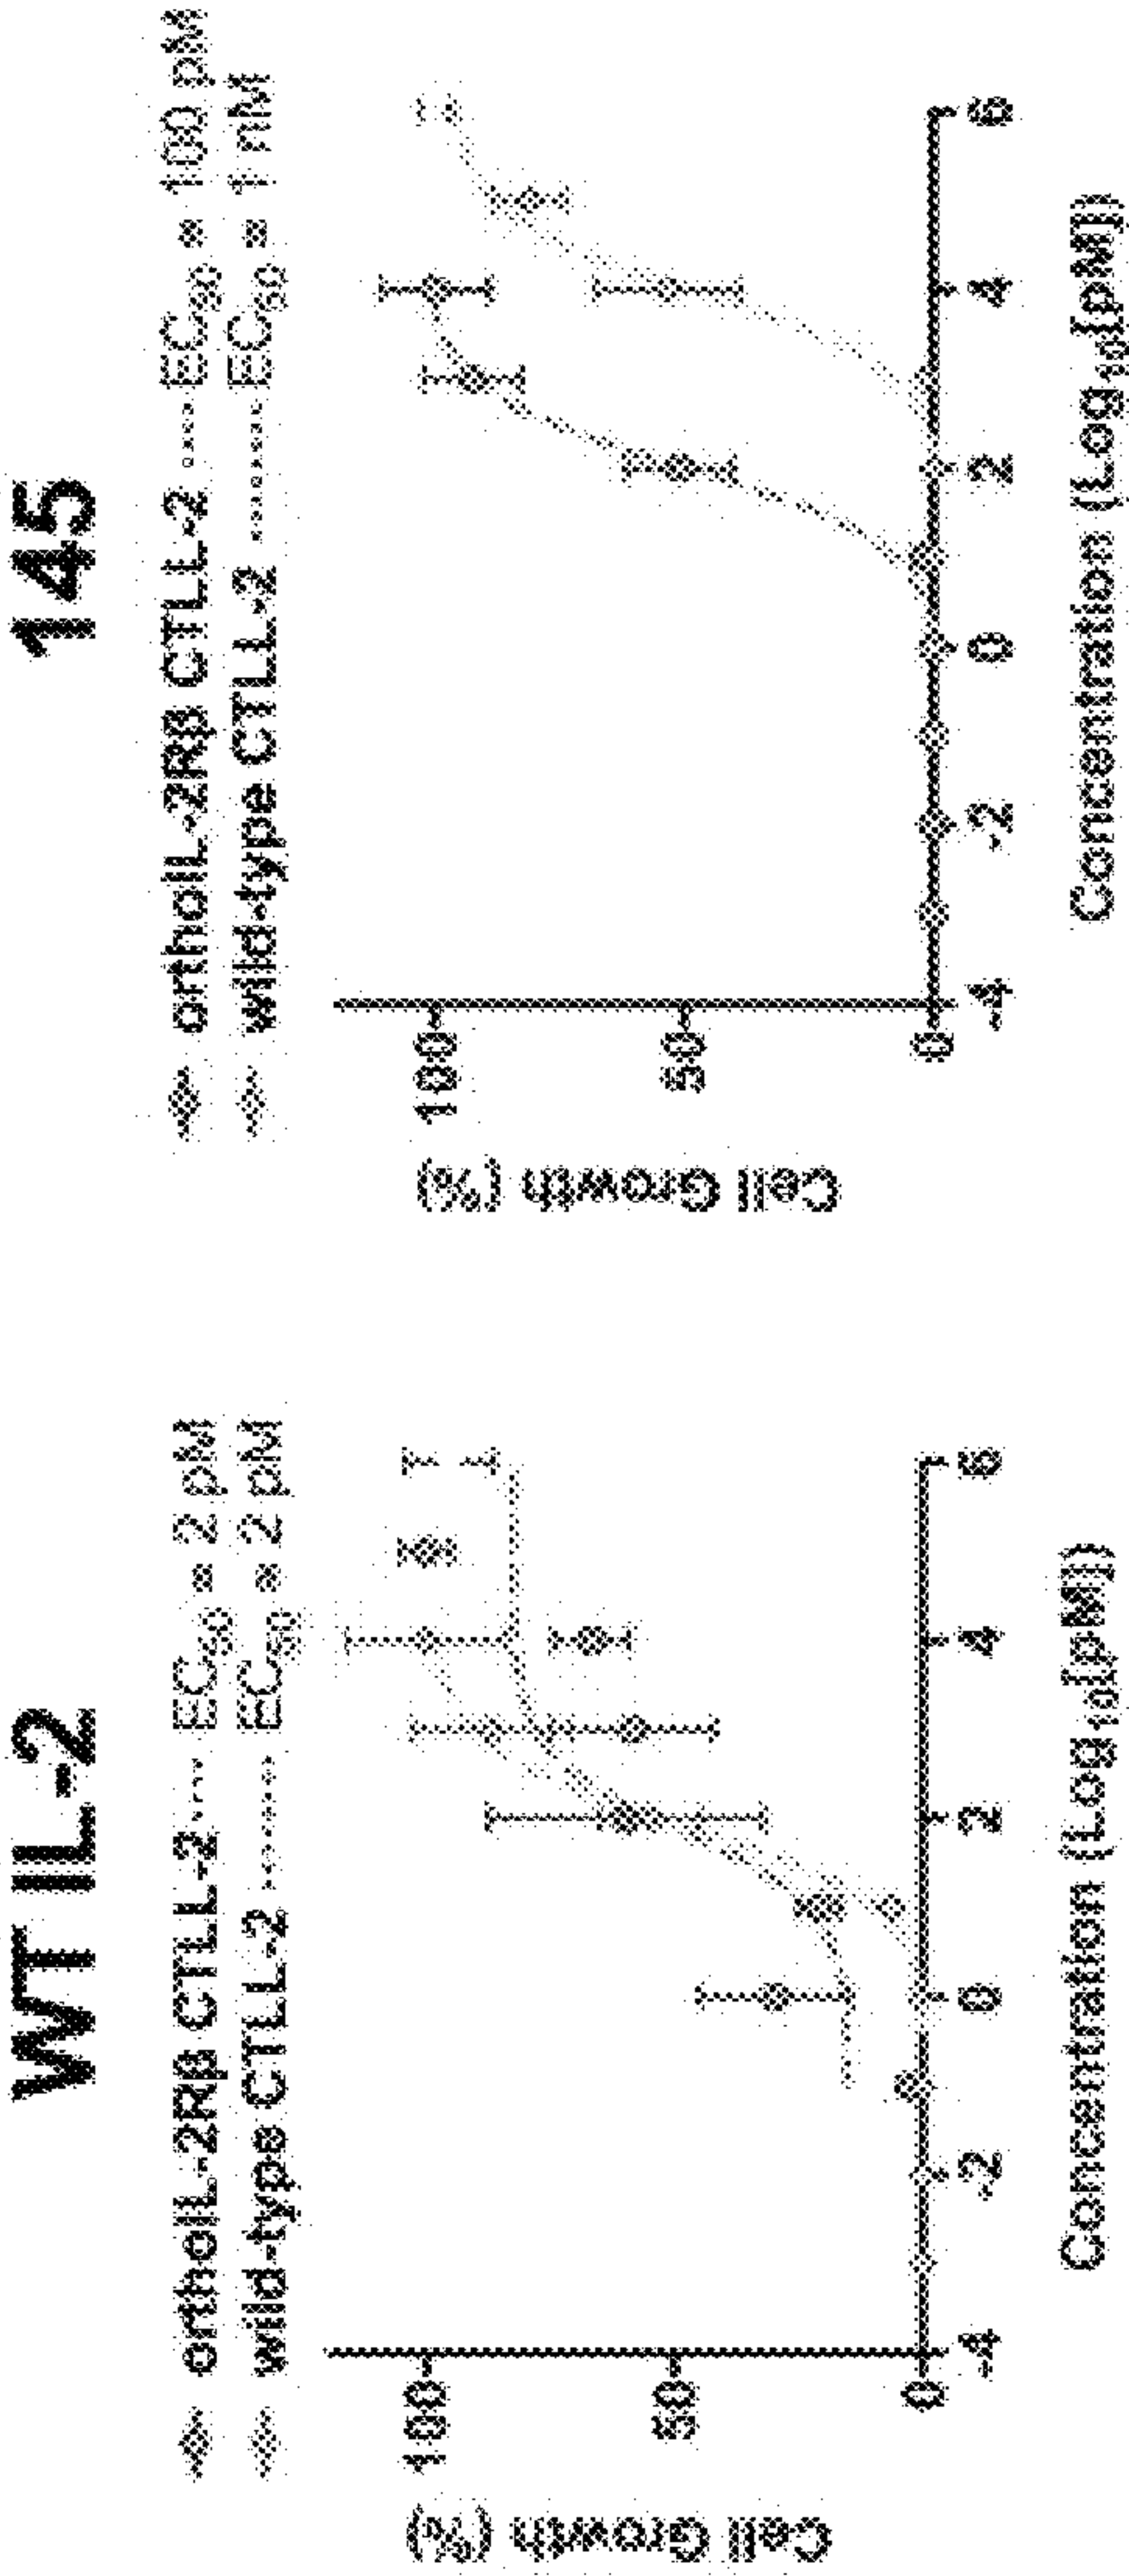 WT IL-2
orthoIL-2Rβ CTLL-2 EC50 = 2 pM
wild-type CTLL-2 EC50 = 2 pM
Cell Growth (%)
100
50
0
-4 -2 0 2 4 6
Concentration (Log10[pM])
145
orthoIL-2Rβ CTLL-2 EC50 = 100 pM
wild-type CTLL-2 EC50 = 1 nM
Cell Growth (%)
100
50
0
-4 -2 0 2 4 6
Concentration (Log10[pM])